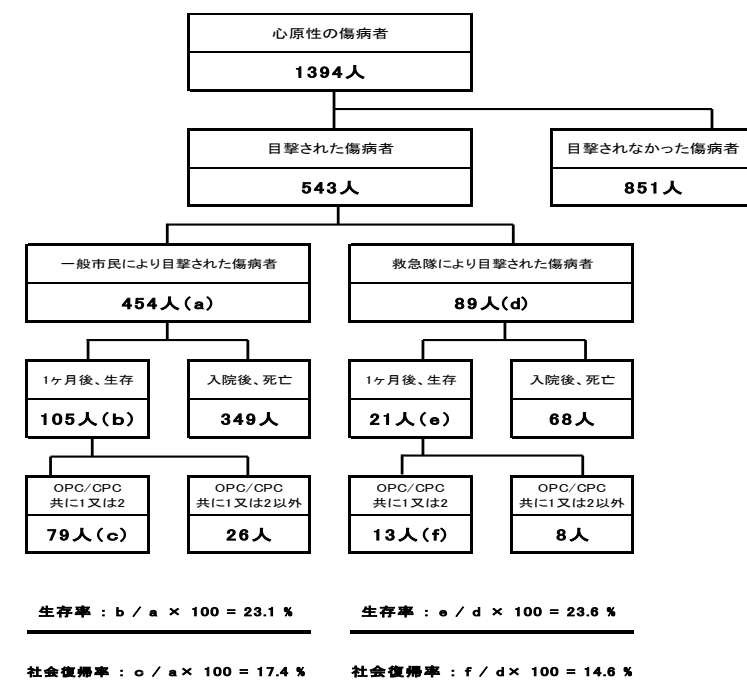 心原性の傷病者
1394人
目撃された傷病者
543人
目撃されなかった傷病者
851人
一般市民により目撃された傷病者
454人(a)
救急隊により目撃された傷病者
89人(d)
1ヶ月後、生存
105人(b)
入院後、死亡
349人
1ヶ月後、生存
21人(e)
入院後、死亡
68人
OPC/CPC
共に1又は2
79人(c)
OPC/CPC
共に1又は2以外
26人
OPC/CPC
共に1又は2
13人(f)
OPC/CPC
共に1又は2以外
8人
生存率 : b / a × 100 = 23.1 %
生存率 : e / d × 100 = 23.6 %
社会復帰率 : c / a× 100 = 17.4 %
社会復帰率 : f / d× 100 = 14.6 %